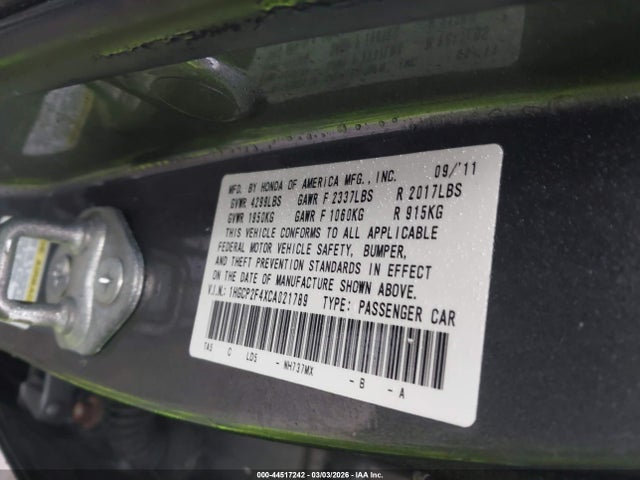 MFD. BY HONDA OF AMERICA MFG., INC. 09/'11
GVWR 4299LBS GAWR F 2337LBS R 2017LBS
GVWR 1950KG GAWR F 1060KG R 915KG
THIS VEHICLE CONFORMS TO ALL APPLICABLE
FEDERAL MOTOR VEHICLE SAFETY, BUMPER,
AND THEFT PREVENTION STANDARDS IN EFFECT
ON THE DATE OF MANUFACTURE SHOWN ABOVE.
V.I.N.: 1HGCP2F4XCA021789 TYPE: PASSENGER CAR
TA5 C LD5 - NH737MX - B - A
000-44517242 - 03/03/2026 - IAA Inc.